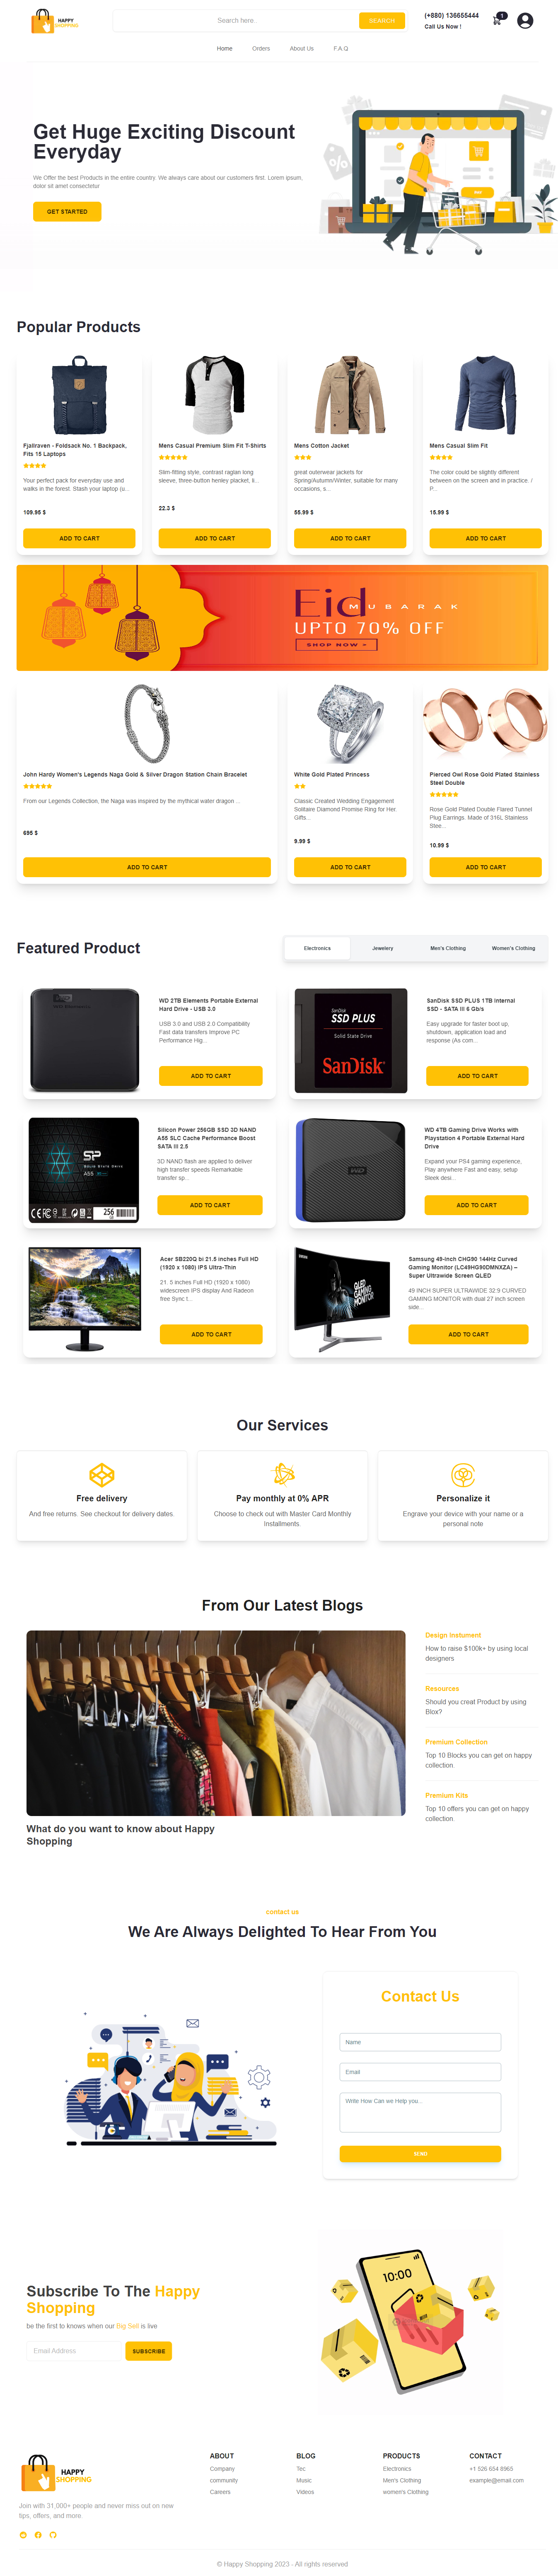 HAPPY
SHOPPING
Search here..
SEARCH
(+880) 136655444
Call Us Now !
1
Home
Orders
About Us
F.A.Q
Get Huge Exciting Discount
Everyday
We Offer the best Products in the entire country. We always care about our customers first. Lorem ipsum,
dolor sit amet consectetur
GET STARTED
Popular Products
Fjallraven - Foldsack No. 1 Backpack,
Fits 15 Laptops
Your perfect pack for everyday use and
walks in the forest. Stash your laptop (u...
109.95 $
ADD TO CART
Mens Casual Premium Slim Fit T-Shirts
Slim-fitting style, contrast raglan long
sleeve, three-button henley placket, li...
22.3 $
ADD TO CART
Mens Cotton Jacket
great outerwear jackets for
Spring/Autumn/Winter, suitable for many
occasions, s...
55.99 $
ADD TO CART
Mens Casual Slim Fit
The color could be slightly different
between on the screen and in practice. /
P...
15.99 $
ADD TO CART
Eid MUBARAK
UPTO 70% OFF
SHOP NOW >
John Hardy Women's Legends Naga Gold & Silver Dragon Station Chain Bracelet
From our Legends Collection, the Naga was inspired by the mythical water dragon ...
695 $
ADD TO CART
White Gold Plated Princess
Classic Created Wedding Engagement
Solitaire Diamond Promise Ring for Her.
Gifts...
9.99 $
ADD TO CART
Pierced Owl Rose Gold Plated Stainless
Steel Double
Rose Gold Plated Double Flared Tunnel
Plug Earrings. Made of 316L Stainless
Stee...
10.99 $
ADD TO CART
Featured Product
Electronics
Jewelery
Men's Clothing
Women's Clothing
WD 2TB Elements Portable External
Hard Drive - USB 3.0
USB 3.0 and USB 2.0 Compatibility
Fast data transfers Improve PC
Performance Hig...
ADD TO CART
SanDisk
SSD PLUS
Solid State Drive
SanDisk
SanDisk SSD PLUS 1TB Internal
SSD - SATA III 6 Gb/s
Easy upgrade for faster boot up,
shutdown, application load and
response (As com...
ADD TO CART
SP
Solid State Drive
A55
256
Silicon Power 256GB SSD 3D NAND
A55 SLC Cache Performance Boost
SATA III 2.5
3D NAND flash are applied to deliver
high transfer speeds Remarkable
transfer sp...
ADD TO CART
WD
WD 4TB Gaming Drive Works with
Playstation 4 Portable External Hard
Drive
Expand your PS4 gaming experience,
Play anywhere Fast and easy, setup
Sleek desi...
ADD TO CART
Acer SB220Q bi 21.5 inches Full HD
(1920 x 1080) IPS Ultra-Thin
21. 5 inches Full HD (1920 x 1080)
widescreen IPS display And Radeon
free Sync t...
ADD TO CART
QLED
GAMING
MONITOR
Samsung 49-Inch CHG90 144Hz Curved
Gaming Monitor (LC49HG90DMNXZA) –
Super Ultrawide Screen QLED
49 INCH SUPER ULTRAWIDE 32:9 CURVED
GAMING MONITOR with dual 27 inch screen
side...
ADD TO CART
Our Services
Free delivery
And free returns. See checkout for delivery dates
Pay monthly at 0% APR
Choose to check out with Master Card Monthly
Installments.
Personalize it
Engrave your device with your name or a
personal note
From Our Latest Blogs
What do you want to know about Happy
Shopping
Design instument
How to raise $100k+ by using local
designers
Resources
Should you creat Product by using
Blox?
Premium Collection
Top 10 Blocks you can get on happy
collection.
Premium Kits
Top 10 offers you can get on happy
collection.
contact us
We Are Always Delighted To Hear From You
Contact Us
Name
Email
Write How Can we Help you...
Subscribe To The Happy
Shopping
be the first to knows when our Big Sell is live
Email Address
SUBSCRIBE
10:00
HAPPY
SHOPPING
Join with 31,000+ people and never miss out on new
tips, offers, and more.
ABOUT
Company
community
Careers
BLOG
Tec
Music
Videos
PRODUCTS
Electronics
Men's Clothing
women's Clothing
CONTACT
+1 526 654 8965
example@email.com
© Happy Shopping 2023 - All rights reserved